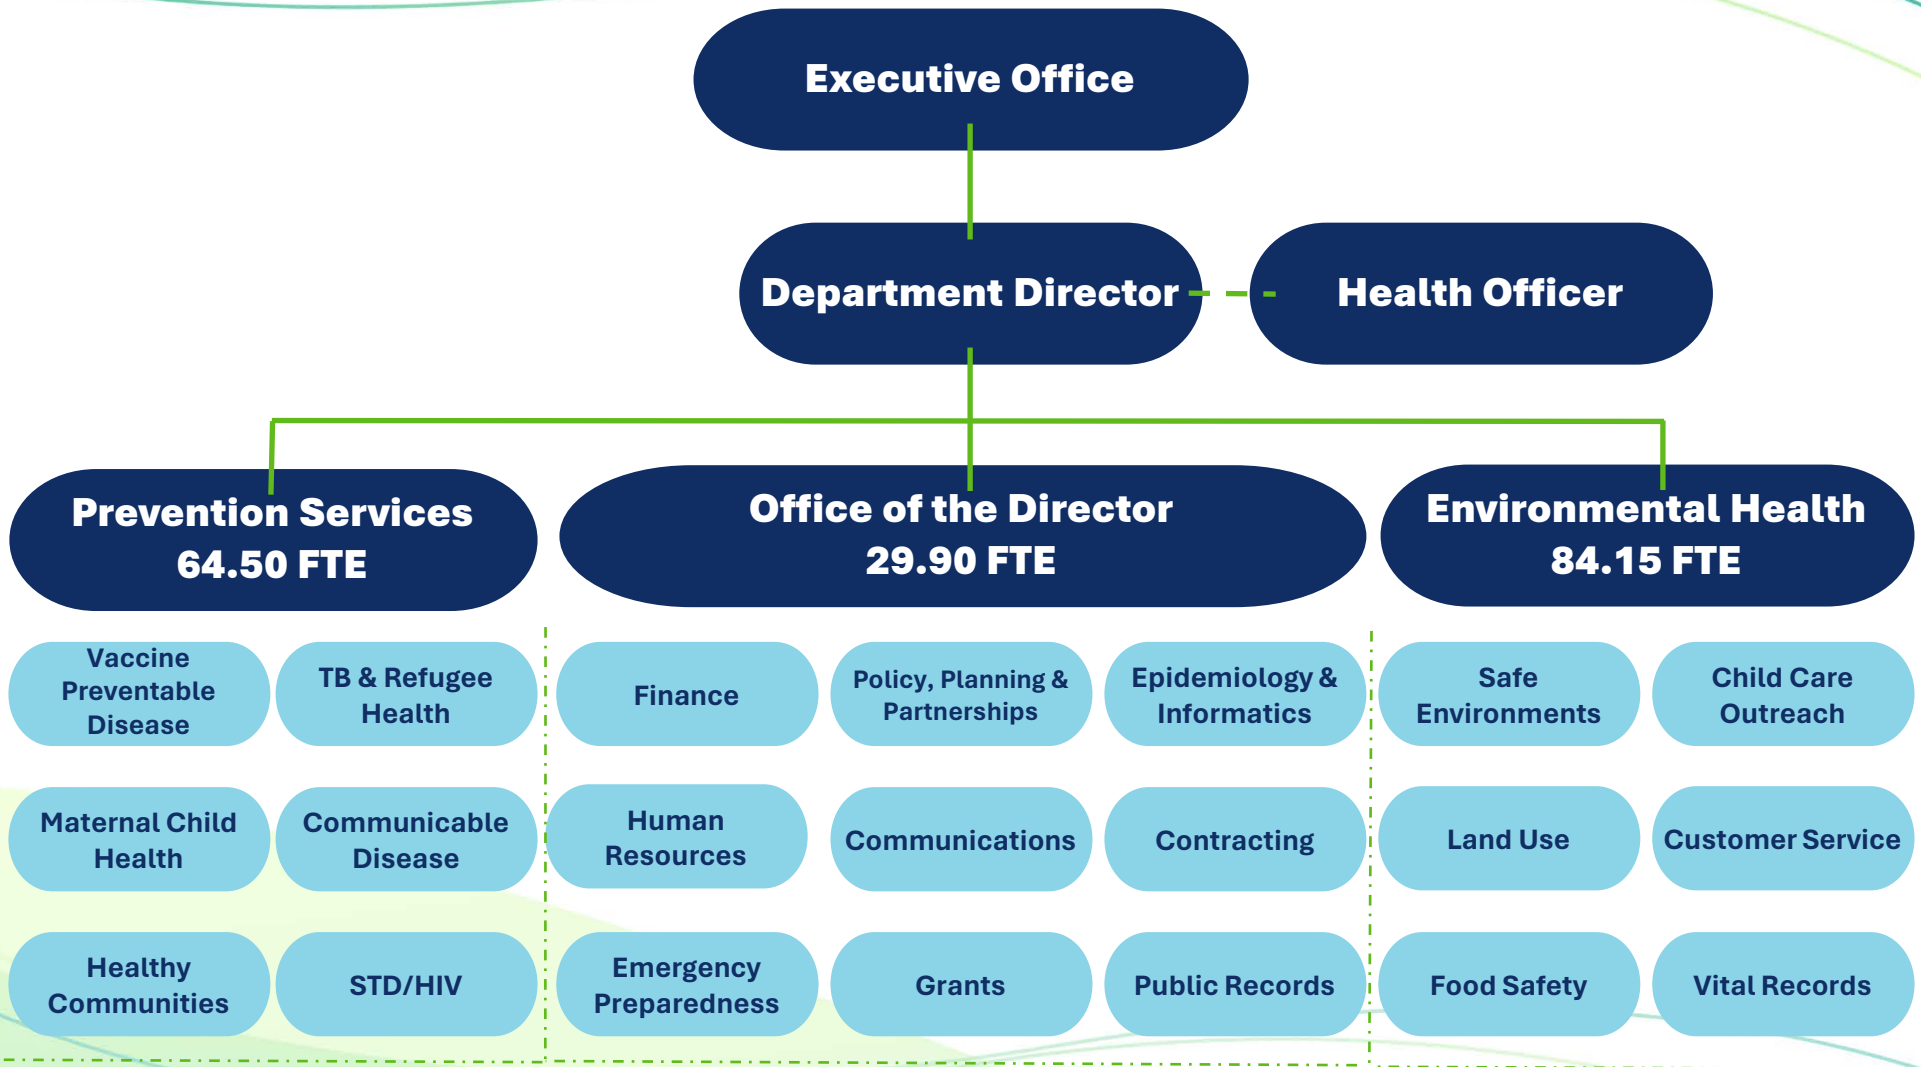 Executive Office
Department Director
Health Officer
Prevention Services
64.50 FTE
Office of the Director
29.90 FTE
Environmental Health
84.15 FTE
Vaccine
Preventable
Disease
TB & Refugee
Health
Finance
Policy, Planning &
Partnerships
Epidemiology &
Informatics
Safe
Environments
Child Care
Outreach
Maternal Child
Health
Communicable
Disease
Human
Resources
Communications
Contracting
Land Use
Customer Service
Healthy
Communities
STD/HIV
Emergency
Preparedness
Grants
Public Records
Food Safety
Vital Records